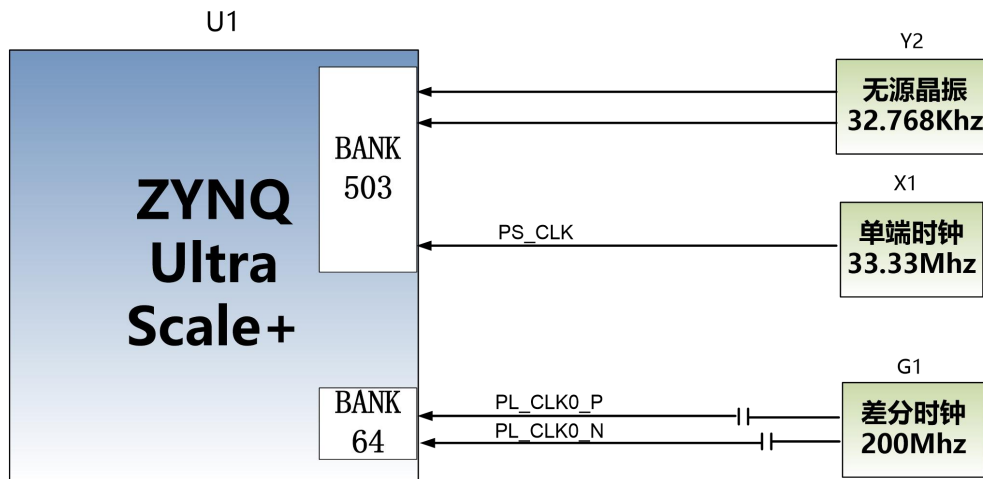 U1
ZYNQ
Ultra
Scale+
BANK
503
BANK
64
Y2
无源晶振
32.768Khz
X1
PS_CLK
单端时钟
33.33Mhz
G1
PL_CLK0_P
PL_CLK0_N
差分时钟
200Mhz